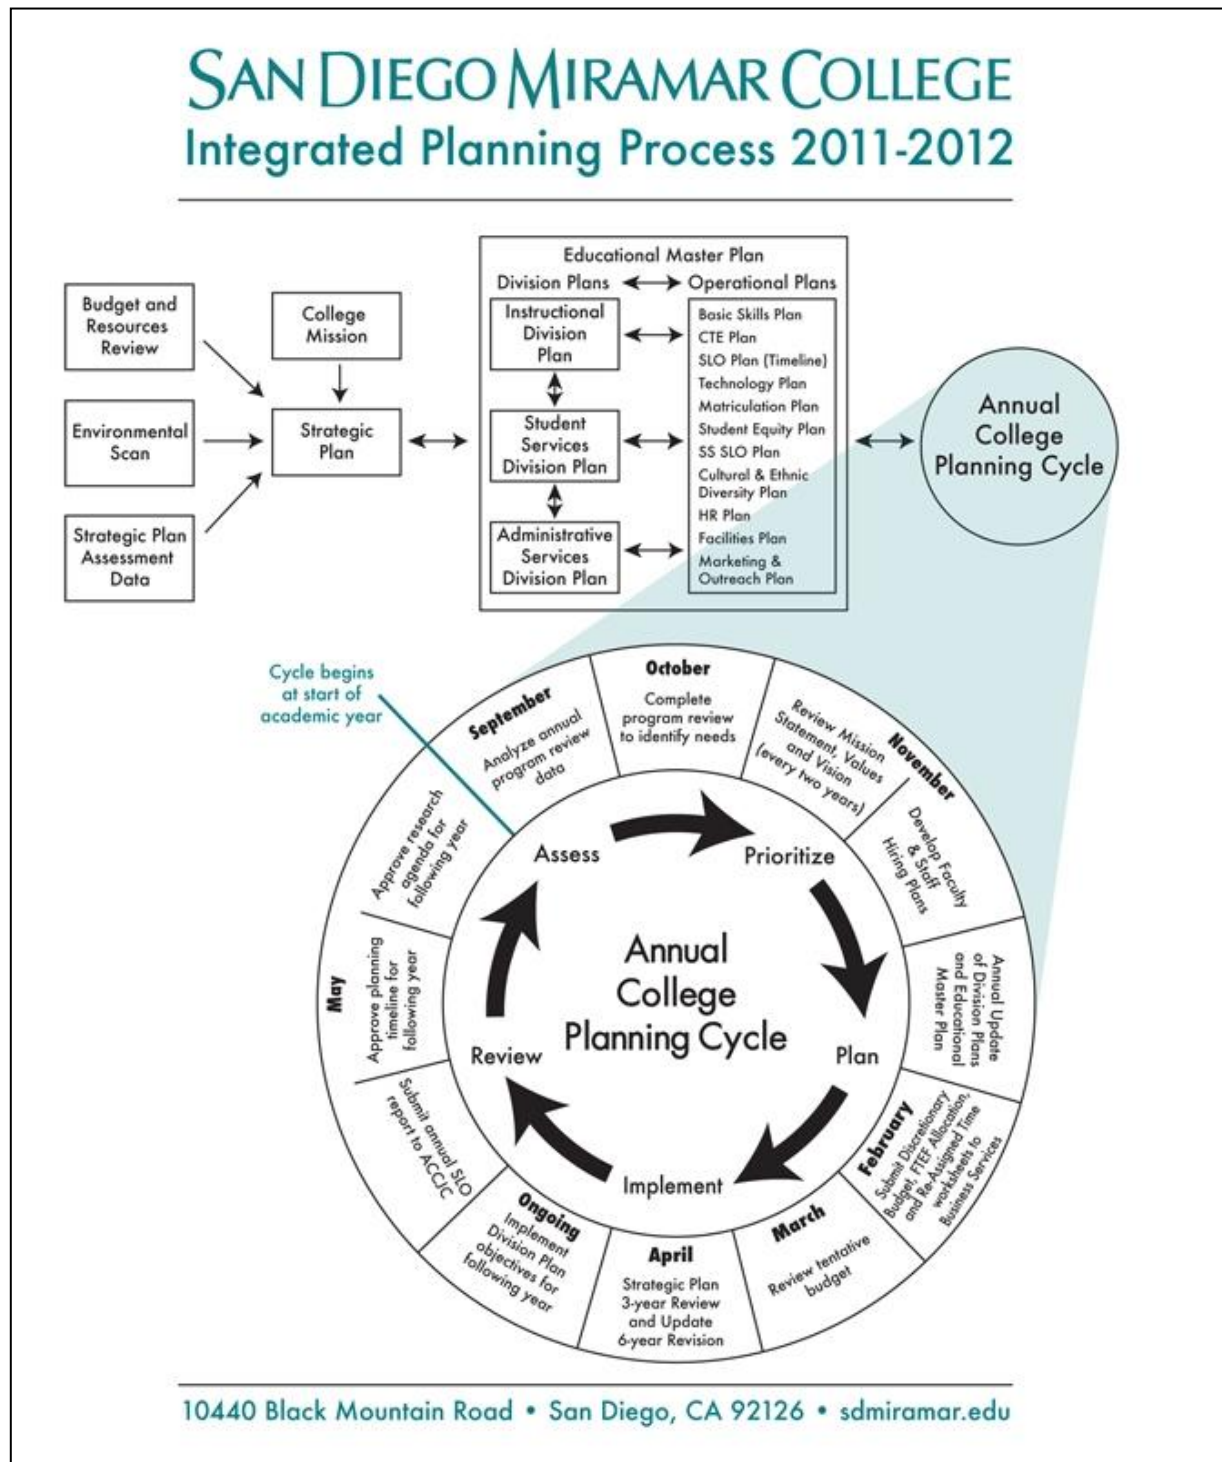 SAN DIEGO MIRAMAR COLLEGE
Integrated Planning Process 2011-2012
Budget and
Resources
Review
Environmental
Scan
Strategic Plan
Assessment
Data
College
Mission
Strategic
Plan
Educational Master Plan
Division Plans
Operational Plans
Instructional
Division
Plan
Student
Services
Division Plan
Administrative
Services
Division Plan
Basic Skills Plan
CTE Plan
SLO Plan (Timeline)
Technology Plan
Matriculation Plan
Student Equity Plan
SS SLO Plan
Cultural & Ethnic
Diversity Plan
HR Plan
Facilities Plan
Marketing &
Outreach Plan
Annual
College
Planning Cycle
Cycle begins
at start of
academic year
September
Analyze annual
program review
data
October
Complete
program review
to identify needs
November
Review Mission
Statement, Values
and Vision
(every two years)
Develop Faculty
& Staff
Hiring Plans
Annual Update
of Division Plans
and Educational
Master Plan
February
Submit Discretionary
Budget, FTEF Allocation,
and Re-Assigned Time
worksheets to
Business Services
March
Review tentative
budget
April
Strategic Plan
3-year Review
and Update
6-year Revision
Ongoing
Implement
Division Plan
objectives for
following year
May
Submit annual SLO
report to ACCJC
Approve planning
timeline for
following year
Approve research
agenda for
following year
Assess
Prioritize
Plan
Implement
Review
Annual
College
Planning Cycle
10440 Black Mountain Road • San Diego, CA 92126 • sdmiramar.edu